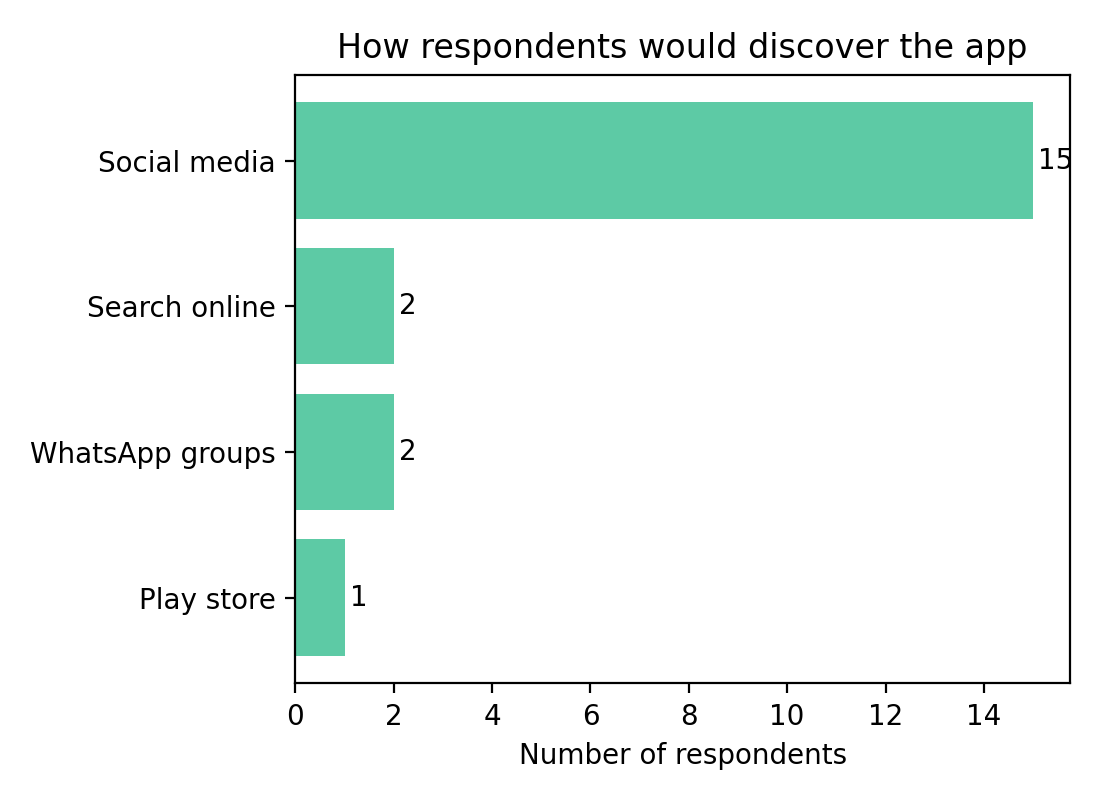 How respondents would discover the app
Social media
15
Search online
2
WhatsApp groups
2
Play store
1
0 2 4 6 8 10 12 14
Number of respondents